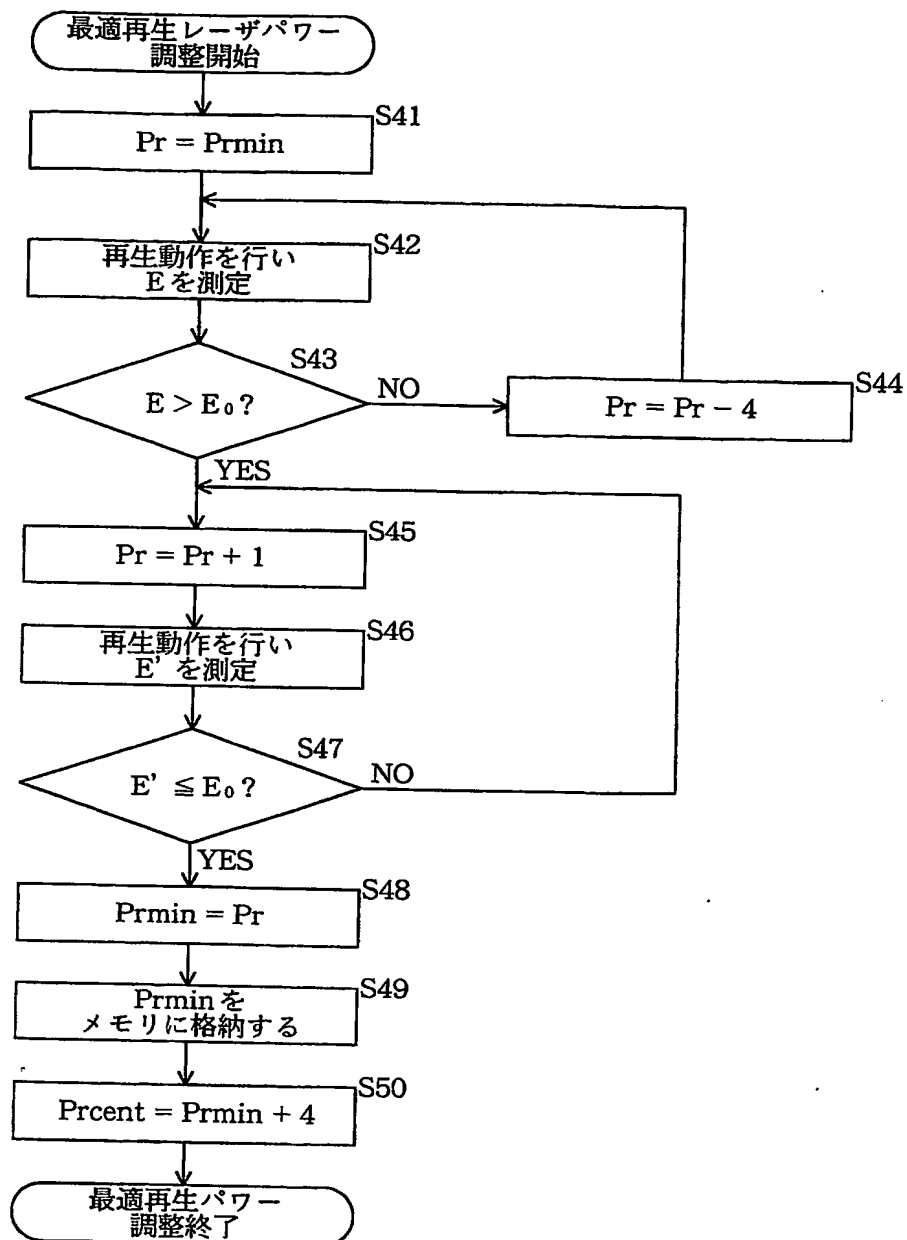 最適再生レーザパワー
調整開始
S41
Pr = Prmin
S42
再生動作を行い
Eを測定
S43
E > E₀?
NO
S44
Pr = Pr − 4
YES
S45
Pr = Pr + 1
S46
再生動作を行い
E' を測定
S47
E' ≦ E₀?
NO
YES
S48
Prmin = Pr
S49
Prminを
メモリに格納する
S50
Prcent = Prmin + 4
最適再生パワー
調整終了